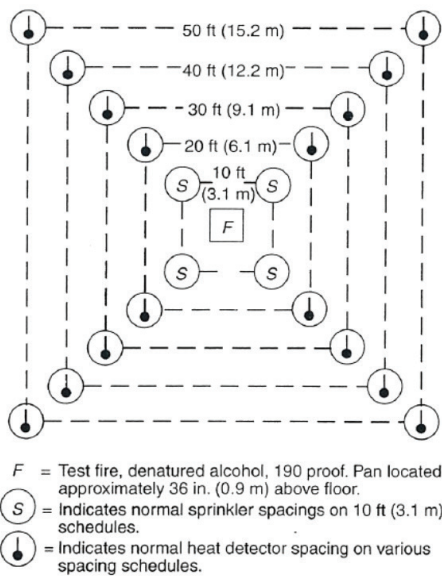 50 ft (15.2 m)
40 ft (12.2 m)
30 ft (9.1 m)
20 ft (6.1 m)
10 ft
(3.1 m)
S S
F
S S
F = Test fire, denatured alcohol, 190 proof. Pan located
approximately 36 in. (0.9 m) above floor.
S = Indicates normal sprinkler spacings on 10 ft (3.1 m)
schedules.
= Indicates normal heat detector spacing on various
spacing schedules.